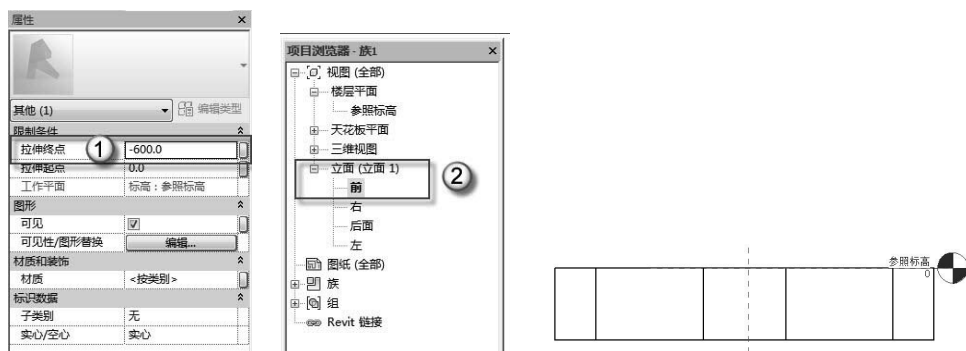 属性
其他 (1)
编辑类型
限制条件
拉伸终点
-600.0
拉伸起点
0.0
工作平面
标高：参照标高
图形
可见
可见性/图形替换
编辑...
材质和装饰
材质
<按类别>
标识数据
子类别
无
实心/空心
实心
1
项目浏览器 - 族1
视图 (全部)
楼层平面
参照标高
天花板平面
三维视图
立面 (立面 1)
前
右
后面
左
图纸 (全部)
族
组
Revit 链接
2
参照标高
0